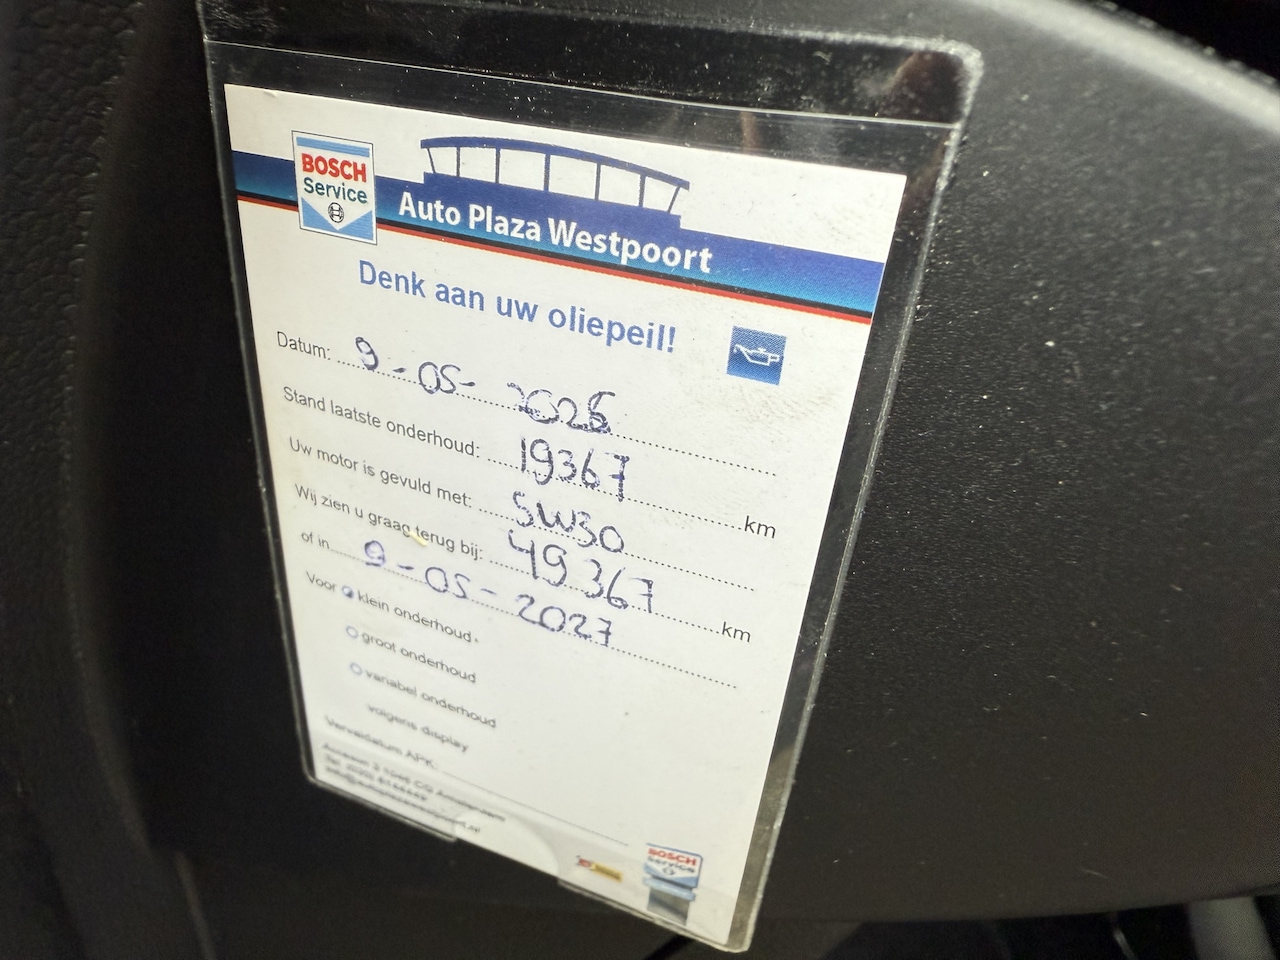 BOSCH
Service
Auto Plaza Westpoort
Denk aan uw oliepeil!
Datum: 9-05-2025
Stand laatste onderhoud: 19367 km
Uw motor is gevuld met: 5W30
Wij zien u graag terug bij: 49367 km
of in 9-05-2027
Voor klein onderhoud
groot onderhoud
variabel onderhoud
volgens display
Vervaldatum APK:
BOSCH
Service